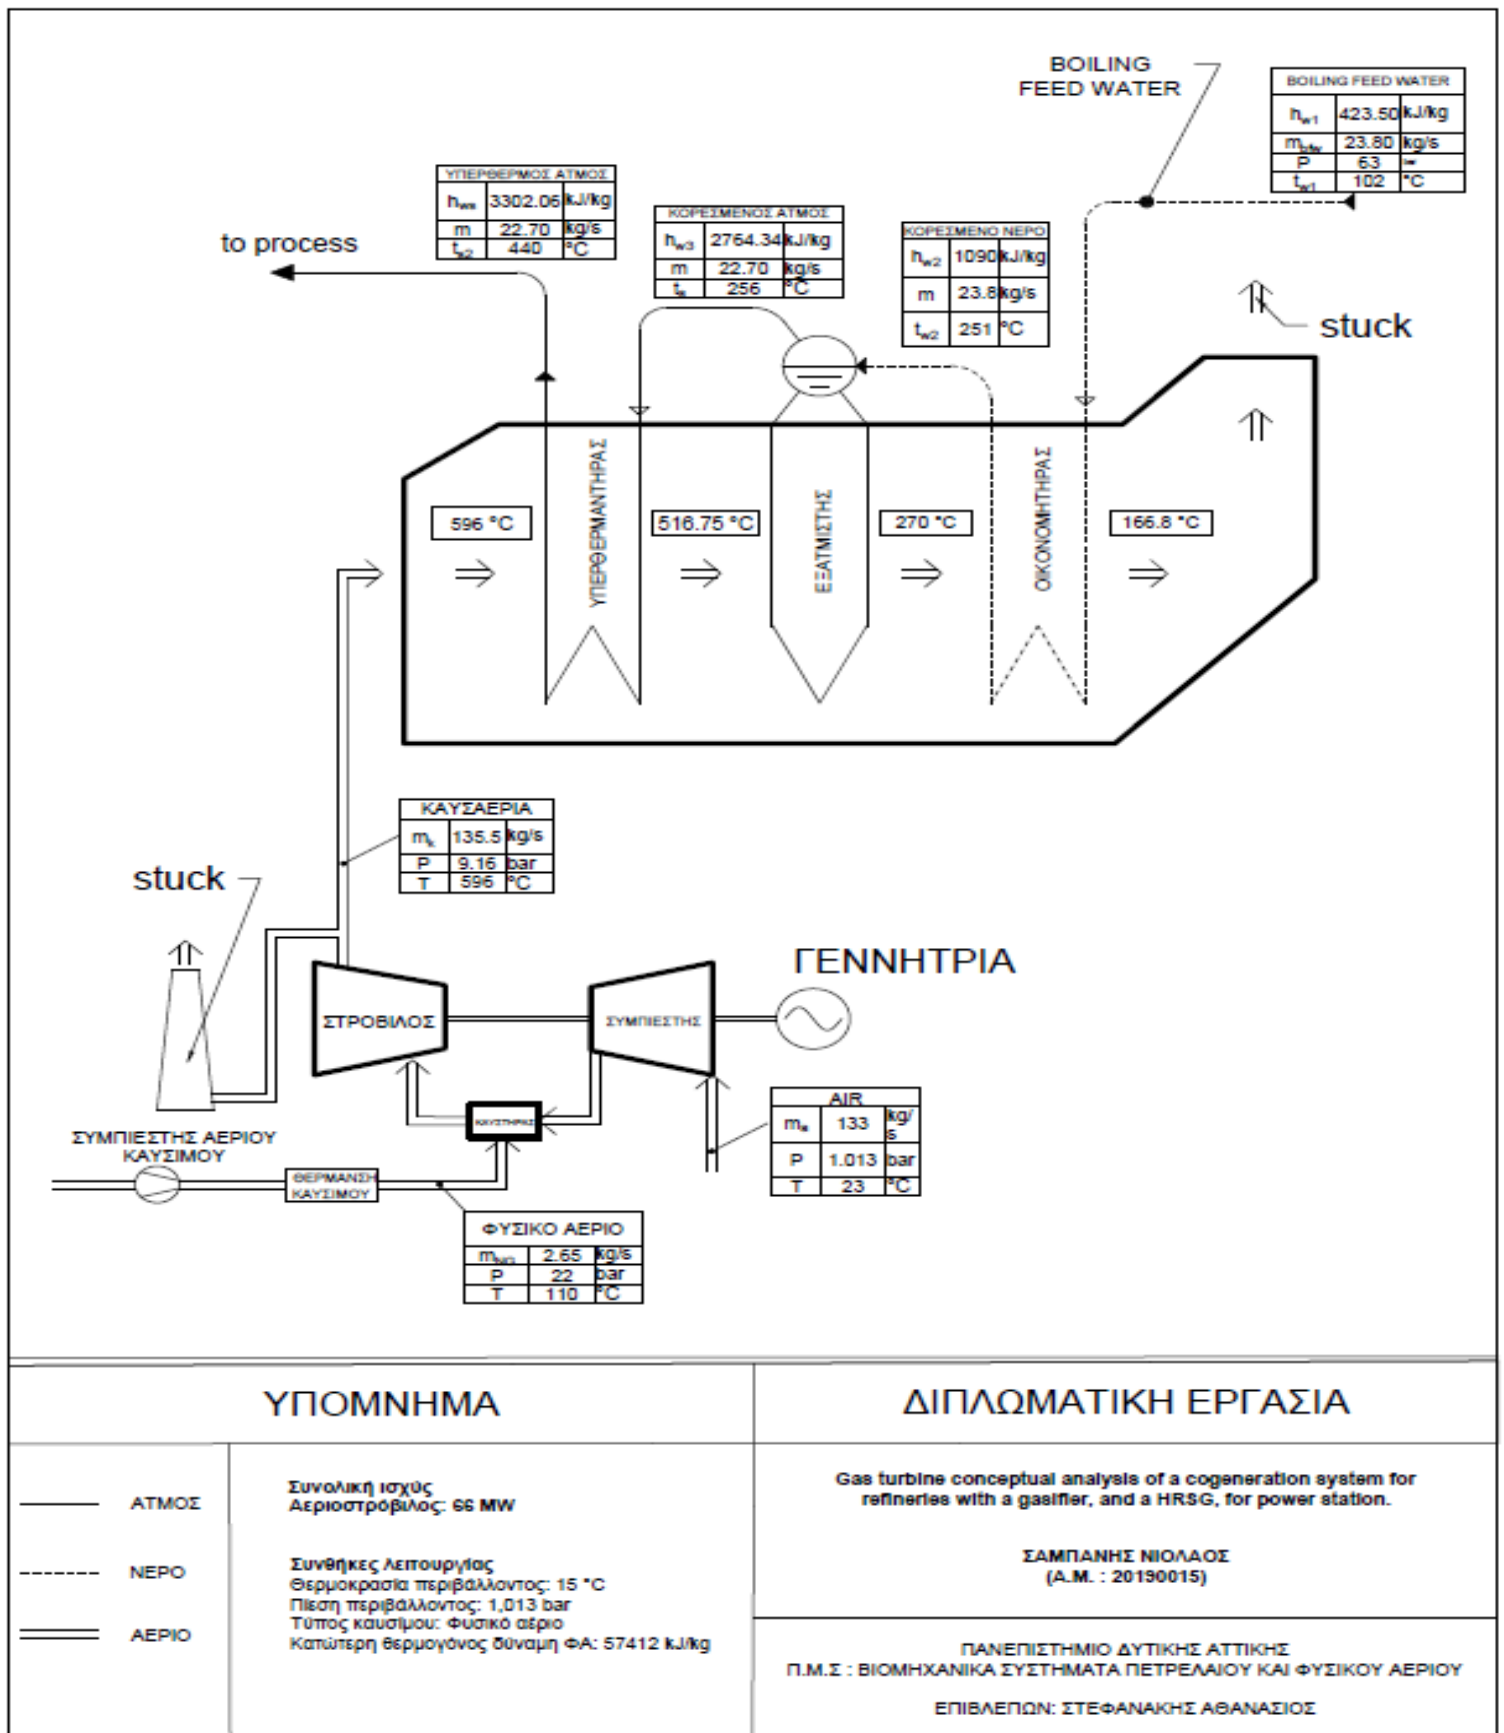 BOILING
FEED WATER
BOILING FEED WATER
hw1 423.50 kJ/kg
mbfw 23.80 kg/s
P 63
tw1 102 °C
ΥΠΕΡΘΕΡΜΟΣ ΑΤΜΟΣ
hws 3302.06 kJ/kg
m 22.70 kg/s
ts2 440 °C
to process
ΚΟΡΕΣΜΕΝΟΣ ΑΤΜΟΣ
hw3 2764.34 kJ/kg
m 22.70 kg/s
ts 256 °C
ΚΟΡΕΣΜΕΝΟ ΝΕΡΟ
hw2 1090 kJ/kg
m 23.8 kg/s
tw2 251 °C
stuck
596 °C
ΥΠΕΡΘΕΡΜΑΝΤΗΡΑΣ
516.75 °C
ΕΞΑΤΜΙΣΤΗΣ
270 °C
ΟΙΚΟΝΟΜΗΤΗΡΑΣ
166.8 °C
ΚΑΥΣΑΕΡΙΑ
mk 135.5 kg/s
P 9.16 bar
T 596 °C
stuck
ΓΕΝΝΗΤΡΙΑ
ΣΤΡΟΒΙΛΟΣ
ΣΥΜΠΙΕΣΤΗΣ
ΚΑΥΣΤΗΡΑΣ
AIR
ma 133 kg/s
P 1.013 bar
T 23 °C
ΣΥΜΠΙΕΣΤΗΣ ΑΕΡΙΟΥ
ΚΑΥΣΙΜΟΥ
ΘΕΡΜΑΝΣΗ
ΚΑΥΣΙΜΟΥ
ΦΥΣΙΚΟ ΑΕΡΙΟ
mNG 2.65 kg/s
P 22 bar
T 110 °C
ΥΠΟΜΝΗΜΑ
ΑΤΜΟΣ
ΝΕΡΟ
ΑΕΡΙΟ
Συνολική ισχύς
Αεριοστρόβιλος: 66 MW
Συνθήκες Λειτουργίας
Θερμοκρασία περιβάλλοντος: 15 °C
Πίεση περιβάλλοντος: 1,013 bar
Τύπος καυσίμου: Φυσικό αέριο
Κατώτερη θερμογόνος δύναμη ΦΑ: 57412 kJ/kg
ΔΙΠΛΩΜΑΤΙΚΗ ΕΡΓΑΣΙΑ
Gas turbine conceptual analysis of a cogeneration system for
refineries with a gasifier, and a HRSG, for power station.
ΣΑΜΠΑΝΗΣ ΝΙΟΛΑΟΣ
(Α.Μ. : 20190015)
ΠΑΝΕΠΙΣΤΗΜΙΟ ΔΥΤΙΚΗΣ ΑΤΤΙΚΗΣ
Π.Μ.Σ : ΒΙΟΜΗΧΑΝΙΚΑ ΣΥΣΤΗΜΑΤΑ ΠΕΤΡΕΛΑΙΟΥ ΚΑΙ ΦΥΣΙΚΟΥ ΑΕΡΙΟΥ
ΕΠΙΒΛΕΠΩΝ: ΣΤΕΦΑΝΑΚΗΣ ΑΘΑΝΑΣΙΟΣ